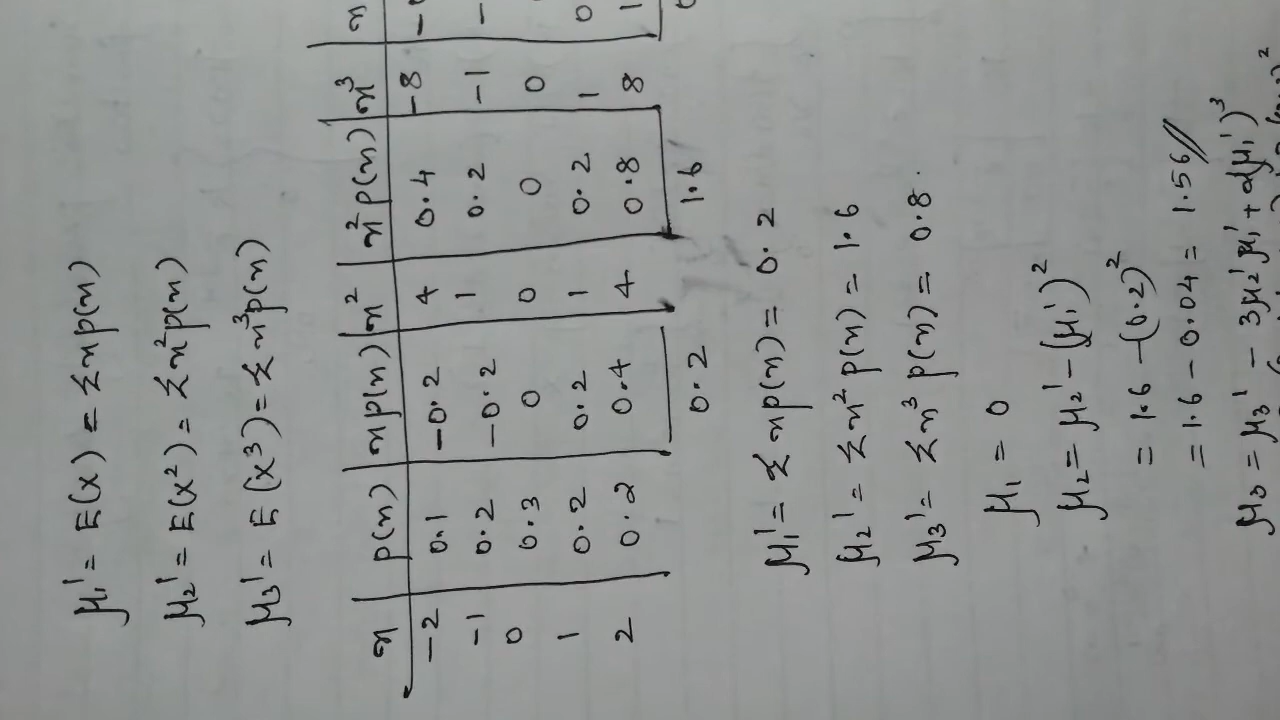 μ₁' = E(x) = Σ x p(x)
μ₂' = E(x²) = Σ x² p(x)
μ₃' = E(x³) = Σ x³ p(x)
x | p(x) | x p(x) | x² | x² p(x) | x³ | x
-2 | 0.1 | -0.2 | 4 | 0.4 | -8 | -
-1 | 0.2 | -0.2 | 1 | 0.2 | -1 | -
0 | 0.3 | 0 | 0 | 0 | 0
1 | 0.2 | 0.2 | 1 | 0.2 | 1 | 0
2 | 0.2 | 0.4 | 4 | 0.8 | 8 | 1
0.2 1.6
μ₁' = Σ x p(x) = 0.2
μ₂' = Σ x² p(x) = 1.6
μ₃' = Σ x³ p(x) = 0.8.
μ₁ = 0
μ₂ = μ₂' - (μ₁')²
= 1.6 - (0.2)²
= 1.6 - 0.04 = 1.56//
μ₃ = μ₃' - 3μ₂' μ₁' + 2(μ₁')³